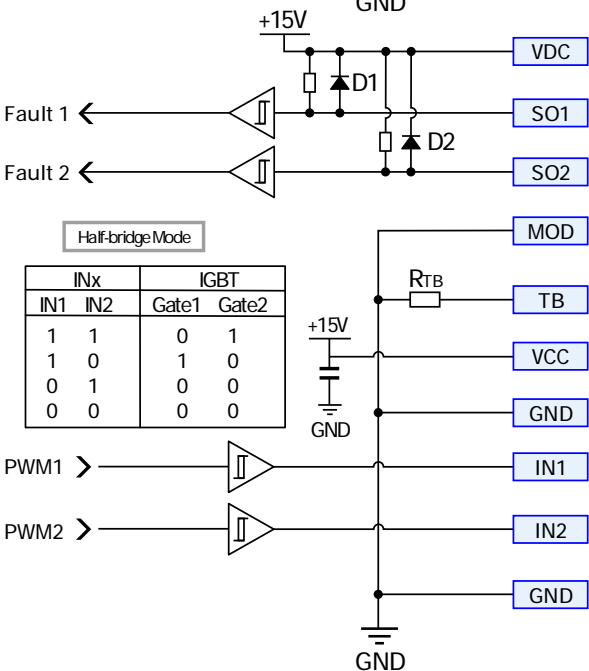 GND
+15V
VDC
D1
Fault 1
SO1
D2
Fault 2
SO2
Half-bridge Mode
MOD
INx IGBT
IN1 IN2 Gate1 Gate2
1 1 0 1
1 0 1 0
0 1 0 0
0 0 0 0
RTB
TB
+15V
VCC
GND
GND
PWM1
IN1
PWM2
IN2
GND
GND